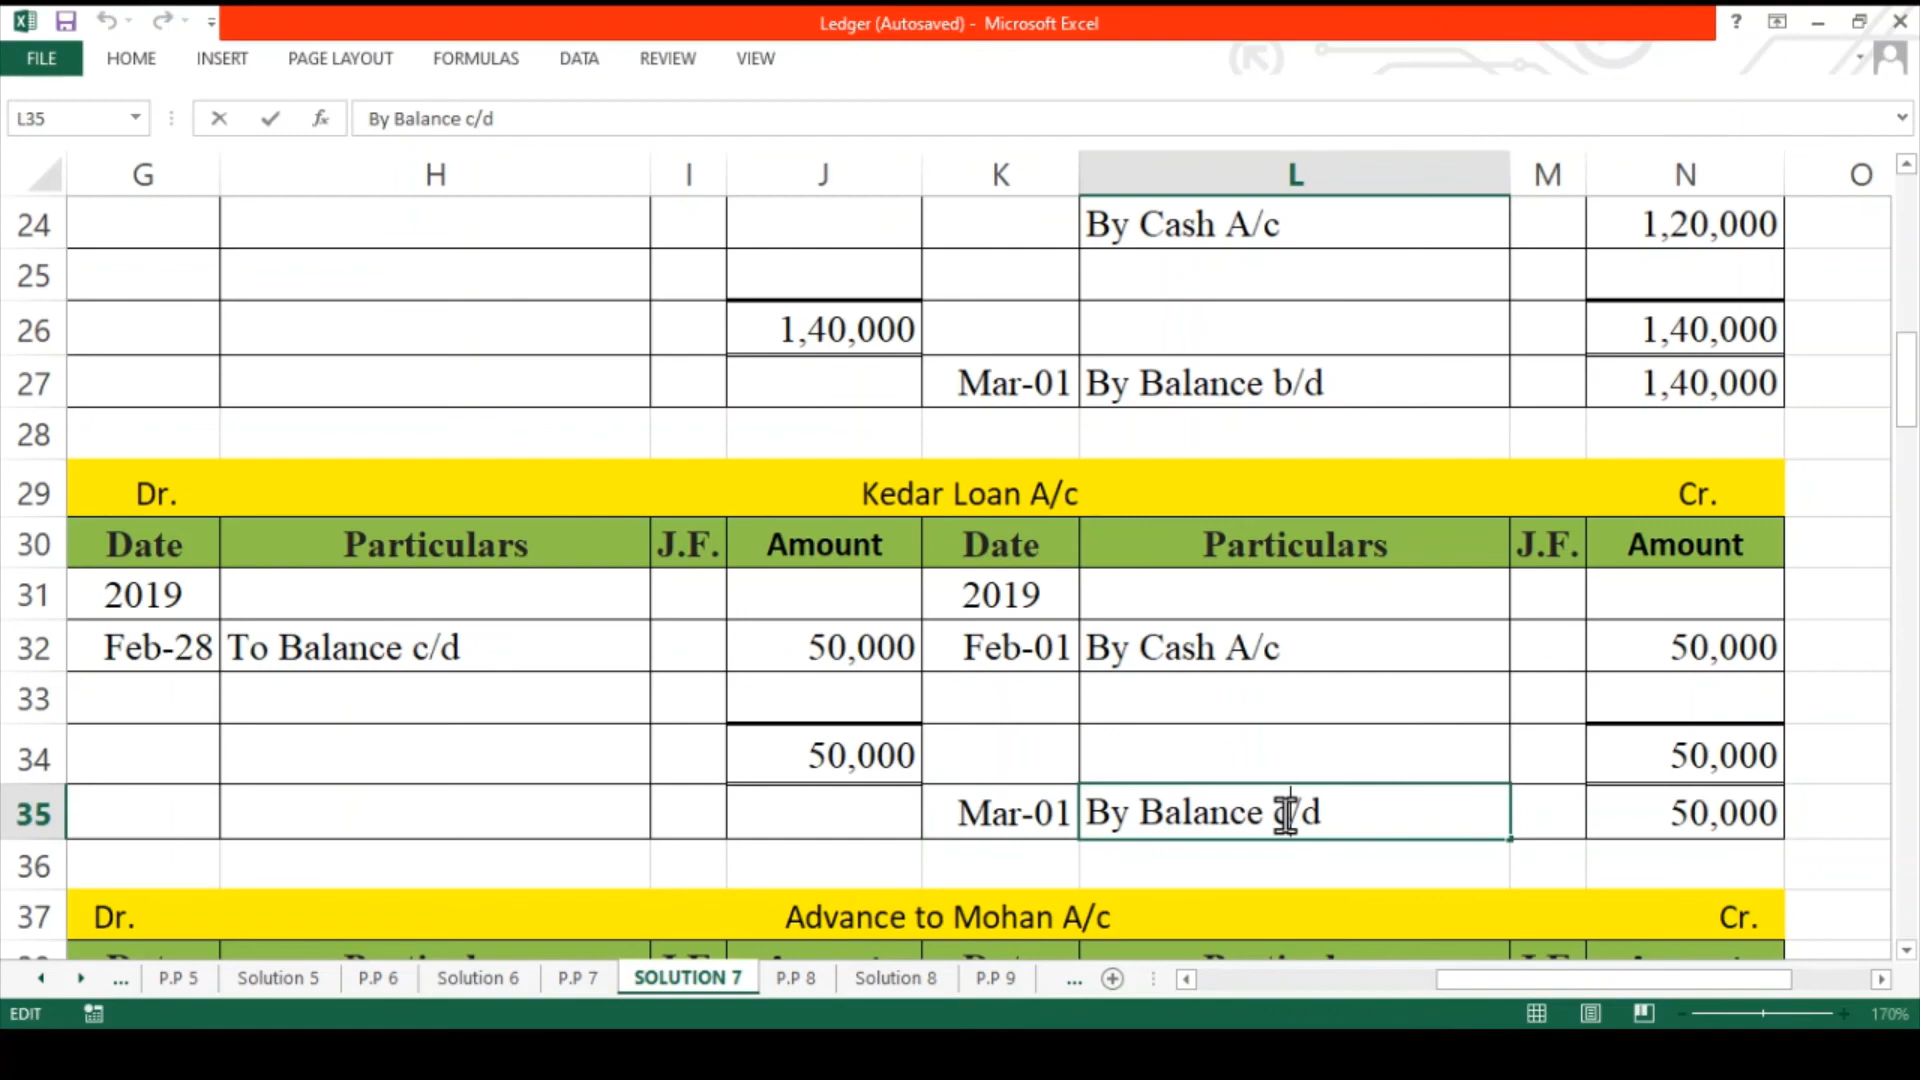 Ledger (Autosaved) - Microsoft Excel
?
FILE HOME INSERT PAGE LAYOUT FORMULAS DATA REVIEW VIEW
L35 fx By Balance c/d
G H I J K L M N O
24 By Cash A/c 1,20,000
25
26 1,40,000 1,40,000
27 Mar-01 By Balance b/d 1,40,000
28
29 Dr. Kedar Loan A/c Cr.
30 Date Particulars J.F. Amount Date Particulars J.F. Amount
31 2019 2019
32 Feb-28 To Balance c/d 50,000 Feb-01 By Cash A/c 50,000
33
34 50,000 50,000
35 Mar-01 By Balance c/d 50,000
36
37 Dr. Advance to Mohan A/c Cr.
... P.P 5 Solution 5 P.P 6 Solution 6 P.P 7 SOLUTION 7 P.P 8 Solution 8 P.P 9 ...
EDIT 170%